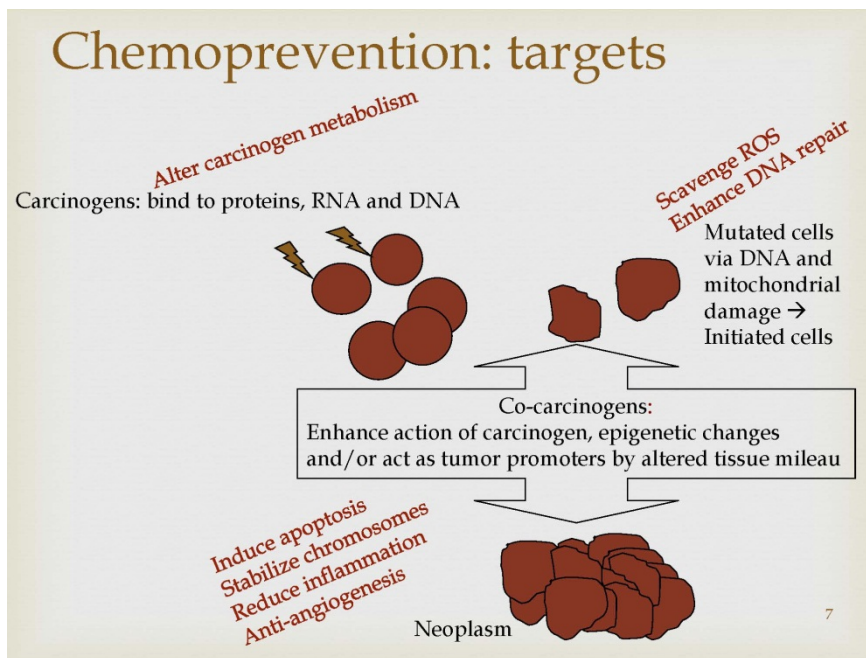 Chemoprevention: targets
Alter carcinogen metabolism
Carcinogens: bind to proteins, RNA and DNA
Scavenge ROS
Enhance DNA repair
Mutated cells
via DNA and
mitochondrial
damage →
Initiated cells
Co-carcinogens:
Enhance action of carcinogen, epigenetic changes
and/or act as tumor promoters by altered tissue mileau
Induce apoptosis
Stabilize chromosomes
Reduce inflammation
Anti-angiogenesis
Neoplasm
7